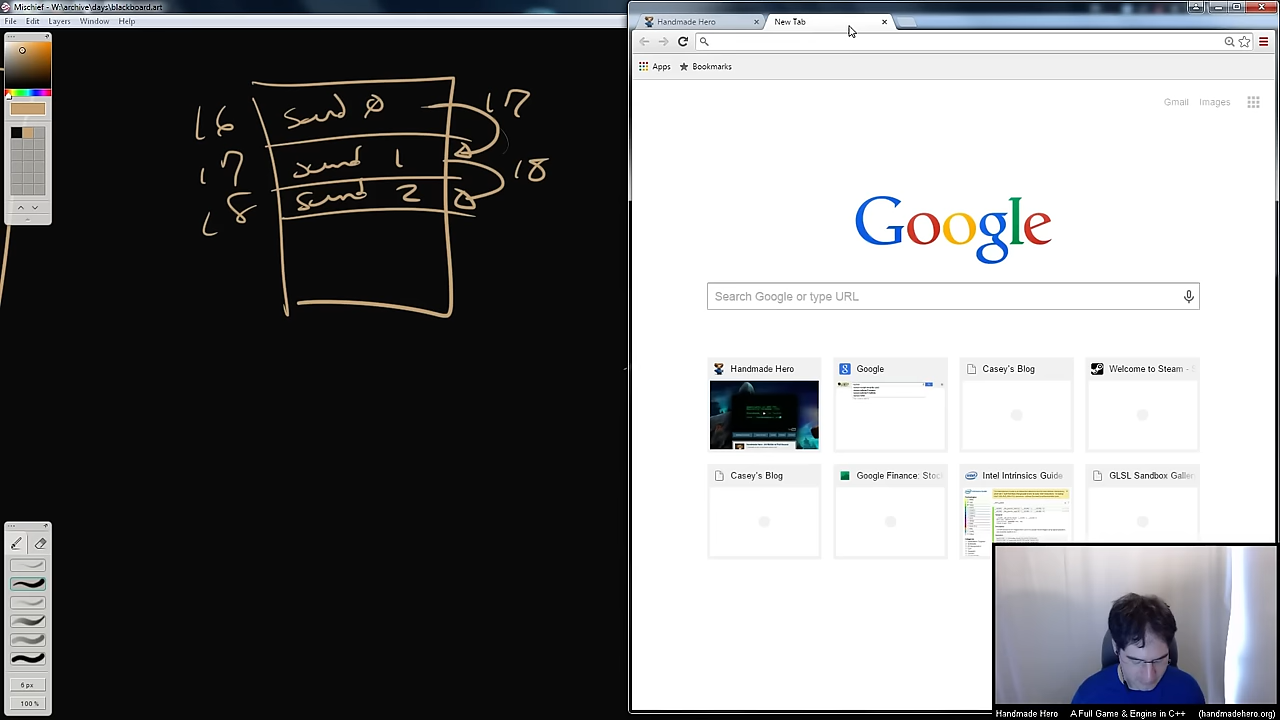 Mischief - W:\archive\days\blackboard.art
File Edit Layers Window Help
6 px
100 %
16 sound 0 17
17 sound 1 18
18 sound 2
Handmade Hero
New Tab
Apps Bookmarks
Gmail Images
Google
Search Google or type URL
Handmade Hero Google Casey's Blog Welcome to Steam - S
Casey's Blog Google Finance: Stoc Intel Intrinsics Guide GLSL Sandbox Galler
Handmade Hero A Full Game & Engine in C++ (handmadehero.org)